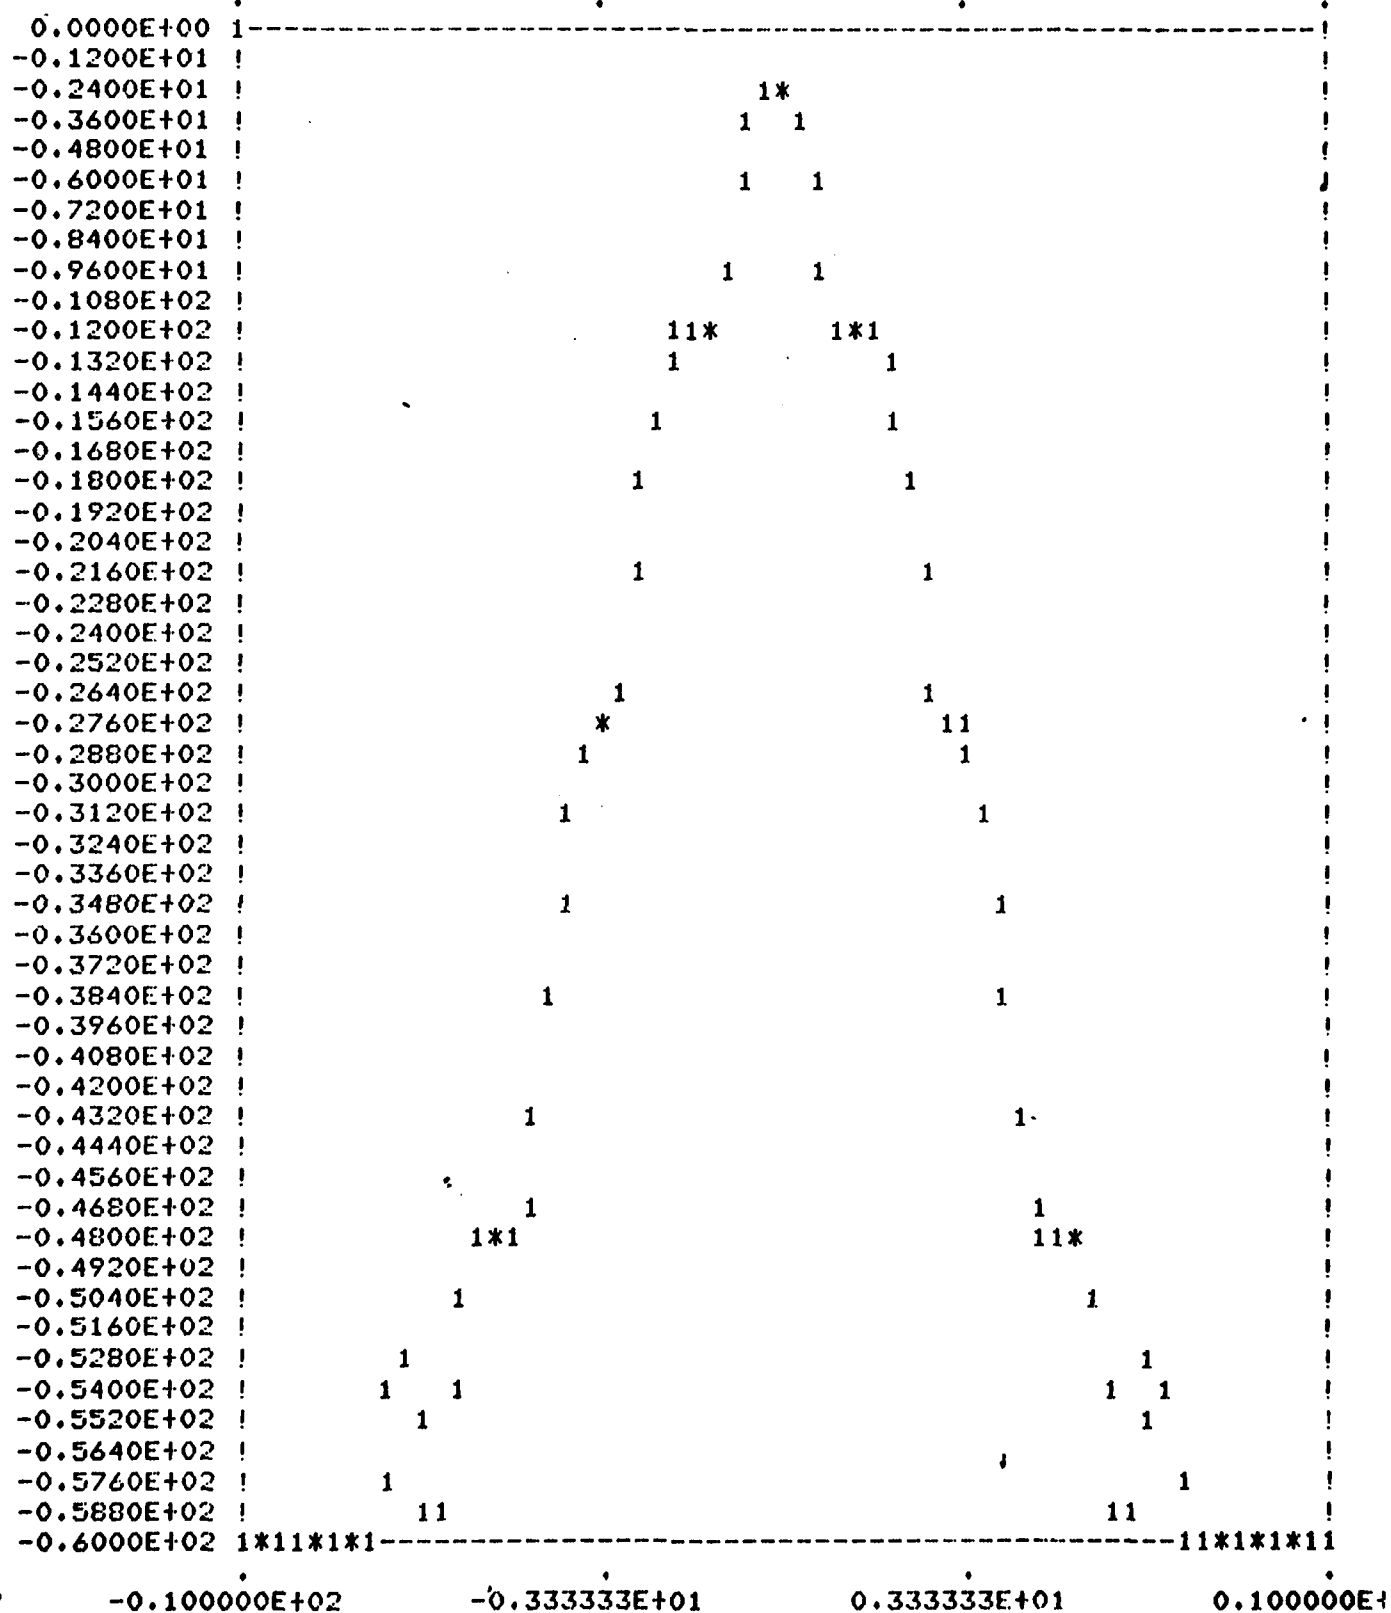 0.0000E+00 1------------------------------------------------------------!
-0.1200E+01 ! !
-0.2400E+01 ! 1* !
-0.3600E+01 ! 1 1 !
-0.4800E+01 ! !
-0.6000E+01 ! 1 1 !
-0.7200E+01 ! !
-0.8400E+01 ! !
-0.9600E+01 ! 1 1 !
-0.1080E+02 ! !
-0.1200E+02 ! 11* 1*1 !
-0.1320E+02 ! 1 1 !
-0.1440E+02 ! !
-0.1560E+02 ! 1 1 !
-0.1680E+02 ! !
-0.1800E+02 ! 1 1 !
-0.1920E+02 ! !
-0.2040E+02 ! !
-0.2160E+02 ! 1 1 !
-0.2280E+02 ! !
-0.2400E+02 ! !
-0.2520E+02 ! !
-0.2640E+02 ! 1 1 !
-0.2760E+02 ! * 11 !
-0.2880E+02 ! 1 1 !
-0.3000E+02 ! !
-0.3120E+02 ! 1 1 !
-0.3240E+02 ! !
-0.3360E+02 ! !
-0.3480E+02 ! 1 1 !
-0.3600E+02 ! !
-0.3720E+02 ! !
-0.3840E+02 ! 1 1 !
-0.3960E+02 ! !
-0.4080E+02 ! !
-0.4200E+02 ! !
-0.4320E+02 ! 1 1 !
-0.4440E+02 ! !
-0.4560E+02 ! !
-0.4680E+02 ! 1 1 !
-0.4800E+02 ! 1*1 11* !
-0.4920E+02 ! !
-0.5040E+02 ! 1 1 !
-0.5160E+02 ! !
-0.5280E+02 ! 1 1 !
-0.5400E+02 ! 1 1 1 1 !
-0.5520E+02 ! 1 1 !
-0.5640E+02 ! !
-0.5760E+02 ! 1 1 !
-0.5880E+02 ! 11 11 !
-0.6000E+02 1*11*1*1--------------------------------------------11*1*1*11
-0.100000E+02 -0.333333E+01 0.333333E+01 0.100000E+